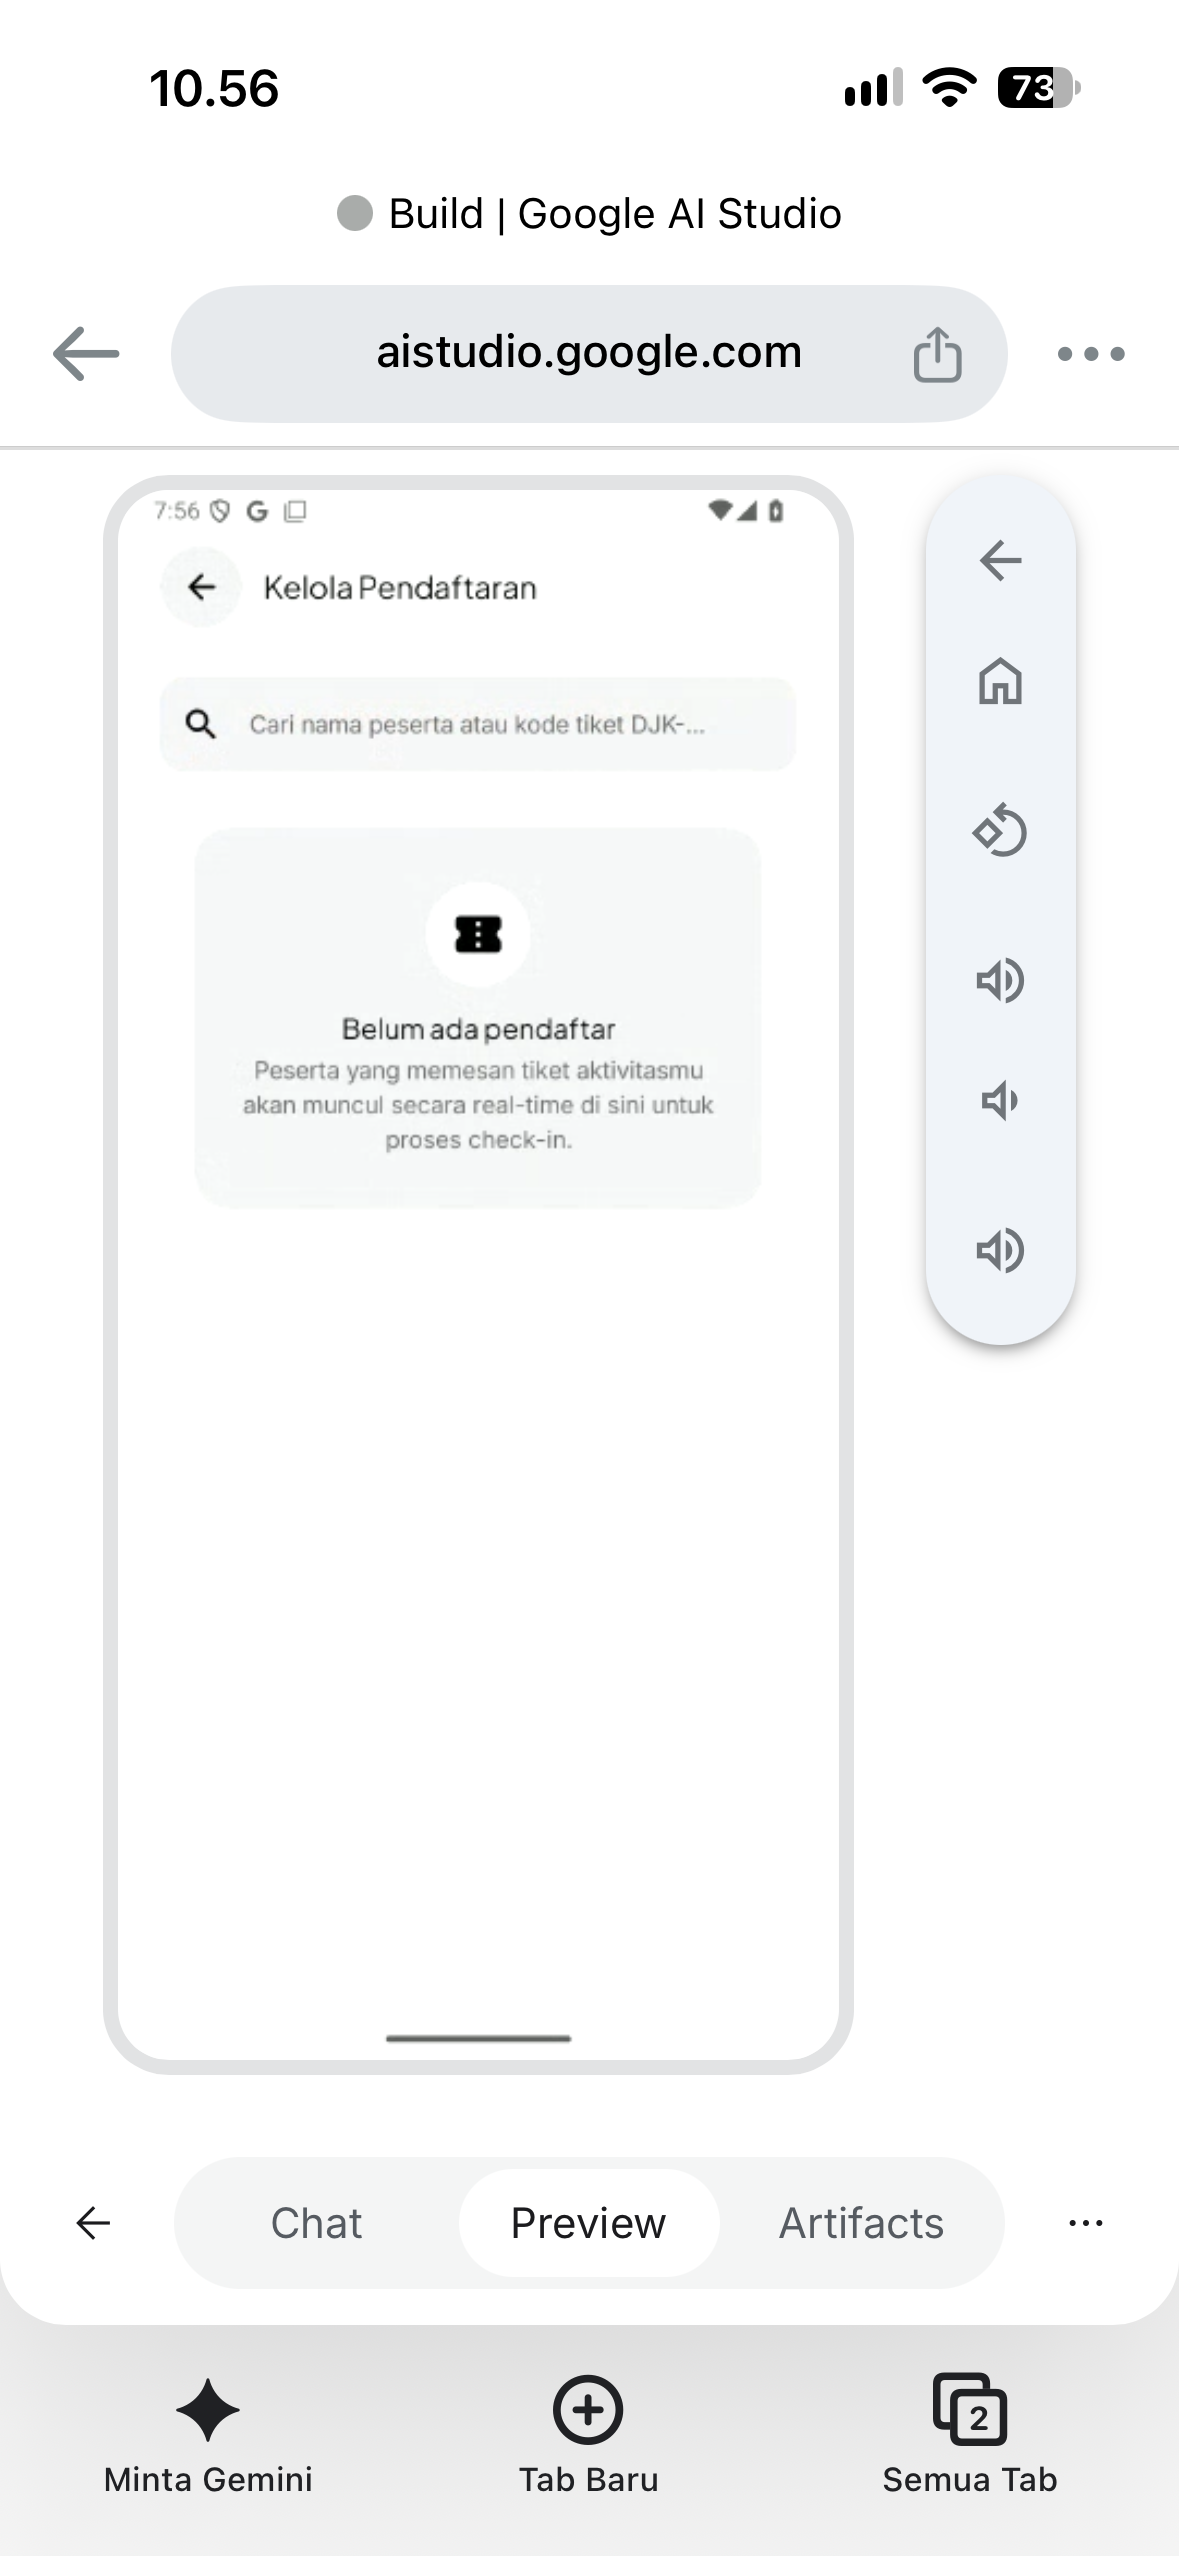 10.56
73
Build | Google AI Studio
aistudio.google.com
7:56
Kelola Pendaftaran
Cari nama peserta atau kode tiket DJK-...
Belum ada pendaftar
Peserta yang memesan tiket aktivitasmu
akan muncul secara real-time di sini untuk
proses check-in.
Chat
Preview
Artifacts
2
Minta Gemini
Tab Baru
Semua Tab